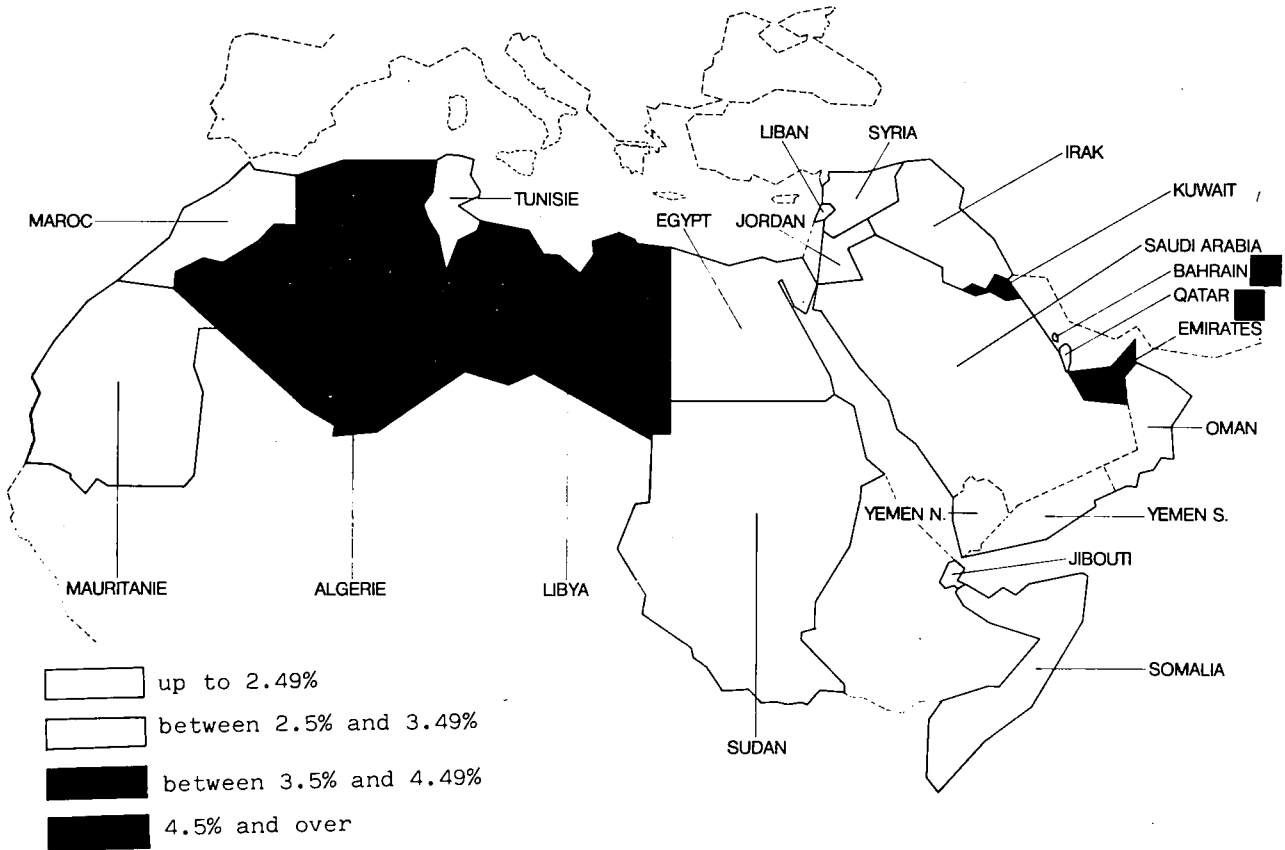 LIBAN
SYRIA
IRAK
TUNISIE
KUWAIT
MAROC
EGYPT
JORDAN
SAUDI ARABIA
BAHRAIN
QATAR
EMIRATES
OMAN
YEMEN N.
YEMEN S.
JIBOUTI
MAURITANIE
ALGERIE
LIBYA
SOMALIA
SUDAN
up to 2.49%
between 2.5% and 3.49%
between 3.5% and 4.49%
4.5% and over